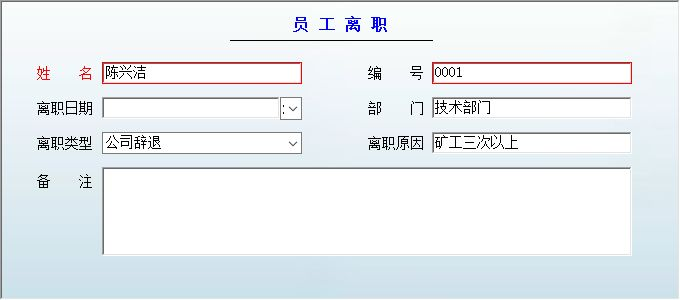 员工离职
姓 名 陈兴洁 编 号 0001
离职日期 部 门 技术部门
离职类型 公司辞退 离职原因 矿工三次以上
备 注